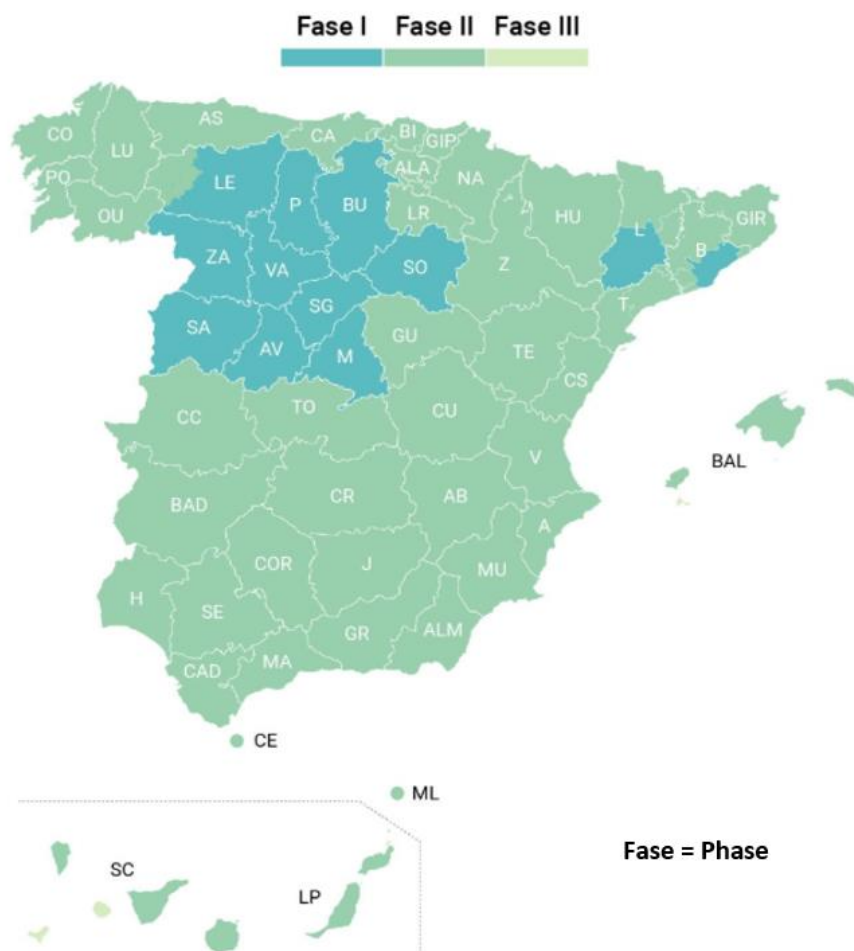 Fase I Fase II Fase III
AS
CA
BI
GIP
CO
LU
PO
OU
LE
P
BU
ALA
NA
LR
HU
L
GIR
B
ZA
VA
SO
Z
SG
T
SA
AV
M
GU
TE
CS
CC
TO
CU
V
BAL
BAD
CR
AB
A
COR
J
MU
H
SE
GR
ALM
CAD
MA
CE
ML
SC
LP
Fase = Phase